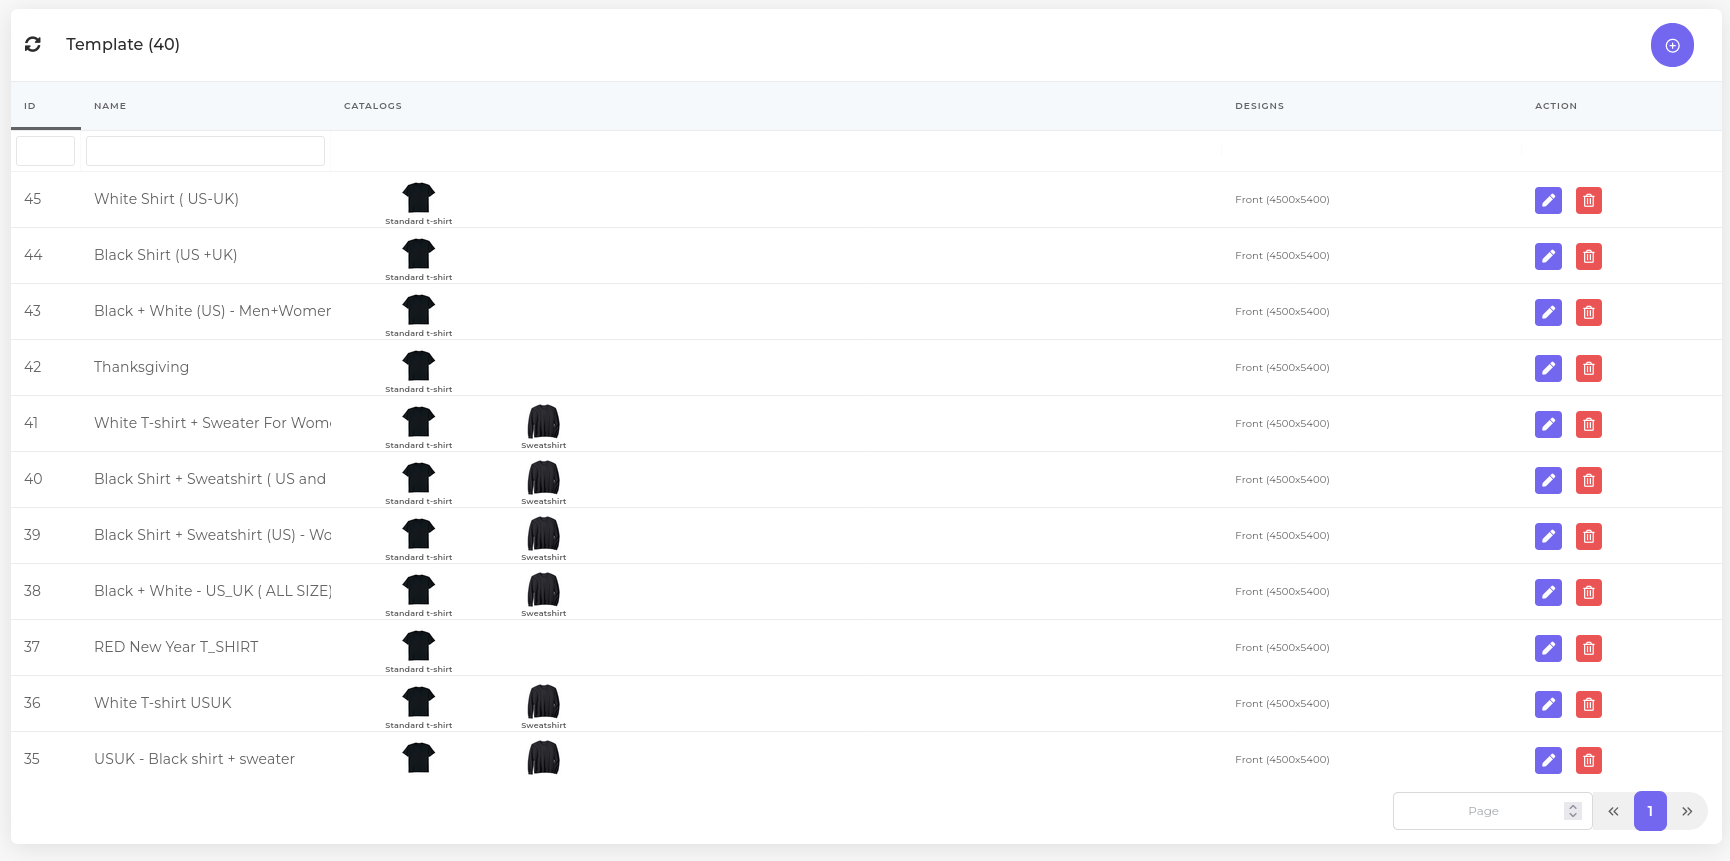 Template (40)
ID NAME CATALOGS DESIGNS ACTION
45 White Shirt ( US-UK) Front (4500x5400)
Standard t-shirt
44 Black Shirt (US +UK) Front (4500x5400)
Standard t-shirt
43 Black + White (US) - Men+Women Front (4500x5400)
Standard t-shirt
42 Thanksgiving Front (4500x5400)
Standard t-shirt
41 White T-shirt + Sweater For Wom Front (4500x5400)
Standard t-shirt Sweatshirt
40 Black Shirt + Sweatshirt ( US and Front (4500x5400)
Standard t-shirt Sweatshirt
39 Black Shirt + Sweatshirt (US) - Wo Front (4500x5400)
Standard t-shirt Sweatshirt
38 Black + White - US_UK ( ALL SIZE) Front (4500x5400)
Standard t-shirt Sweatshirt
37 RED New Year T_SHIRT Front (4500x5400)
Standard t-shirt
36 White T-shirt USUK Front (4500x5400)
Standard t-shirt Sweatshirt
35 USUK - Black shirt + sweater Front (4500x5400)
Page « 1 »